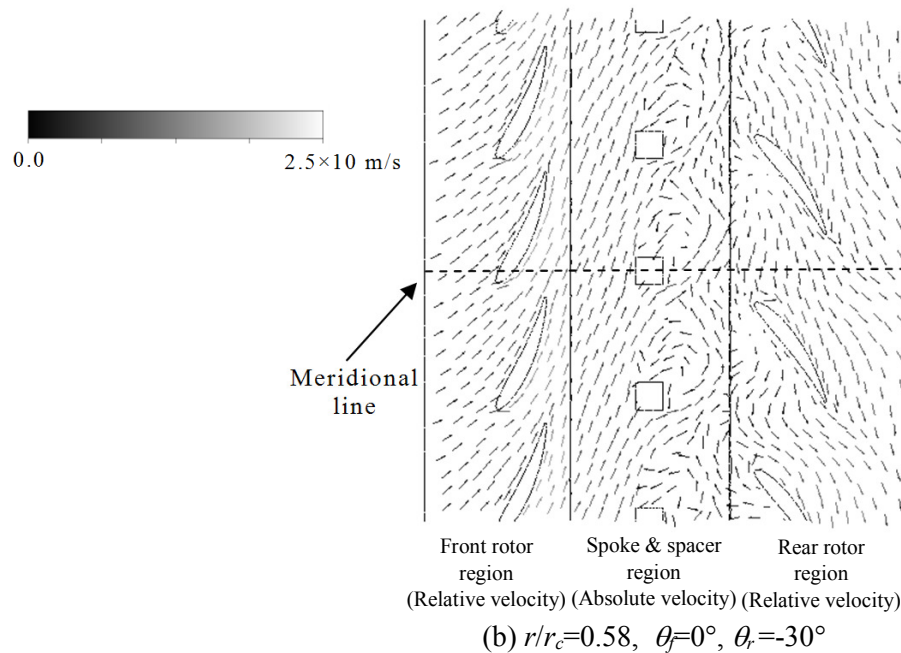 0.0
2.5×10 m/s
Meridional
line
Front rotor
region
(Relative velocity)
Spoke & spacer
region
(Absolute velocity)
Rear rotor
region
(Relative velocity)
(b) r/rc=0.58, θf=0°, θr=-30°